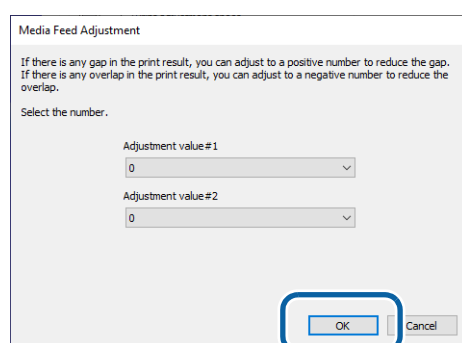 Media Feed Adjustment
If there is any gap in the print result, you can adjust to a positive number to reduce the gap.
If there is any overlap in the print result, you can adjust to a negative number to reduce the
overlap.
Select the number.
Adjustment value#1
0
Adjustment value#2
0
OK
Cancel